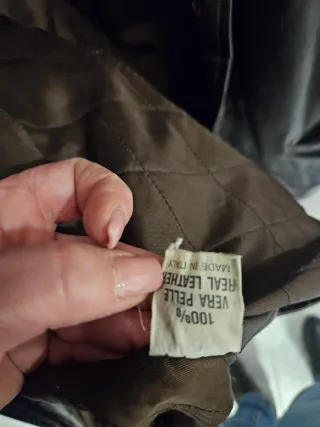 100%
VERA PELLE
REAL LEATHER
MADE IN ITALY